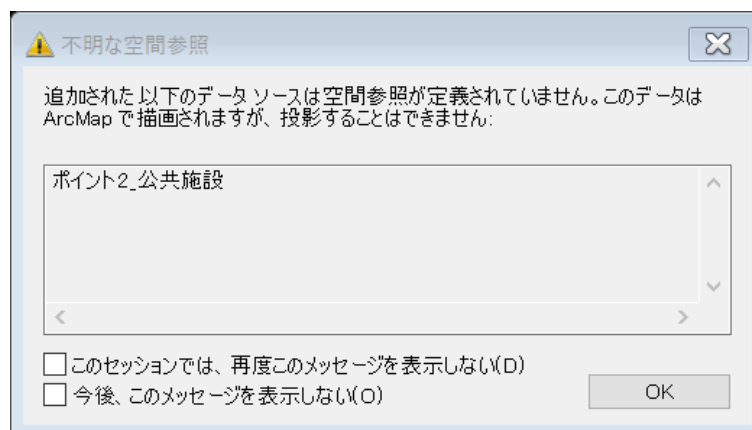 不明な空間参照
追加された以下のデータ ソースは空間参照が定義されていません。このデータは
ArcMap で描画されますが、投影することはできません:
ポイント2_公共施設
このセッションでは、再度このメッセージを表示しない(D)
今後、このメッセージを表示しない(O)
OK